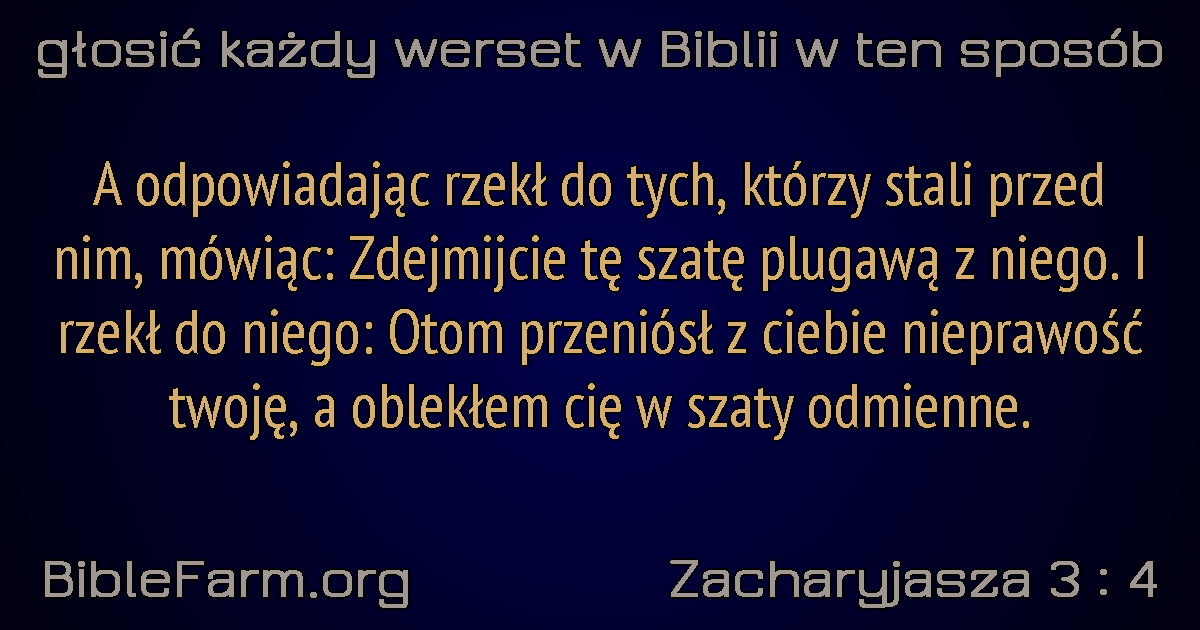 głosić każdy werset w Biblii w ten sposób
A odpowiadając rzekł do tych, którzy stali przed
nim, mówiąc: Zdejmijcie tę szatę plugawą z niego. I
rzekł do niego: Otom przeniósł z ciebie nieprawość
twoję, a oblekłem cię w szaty odmienne.
BibleFarm.org
Zacharyjasza 3 : 4